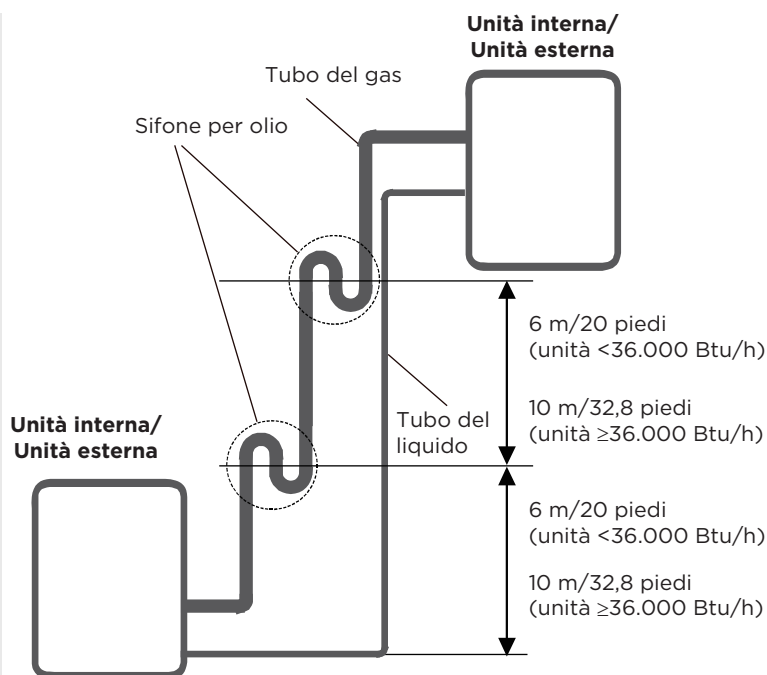 Unità interna/
Unità esterna
Tubo del gas
Sifone per olio
6 m/20 piedi
(unità <36.000 Btu/h)
10 m/32,8 piedi
(unità ≥36.000 Btu/h)
Tubo del
liquido
Unità interna/
Unità esterna
6 m/20 piedi
(unità <36.000 Btu/h)
10 m/32,8 piedi
(unità ≥36.000 Btu/h)